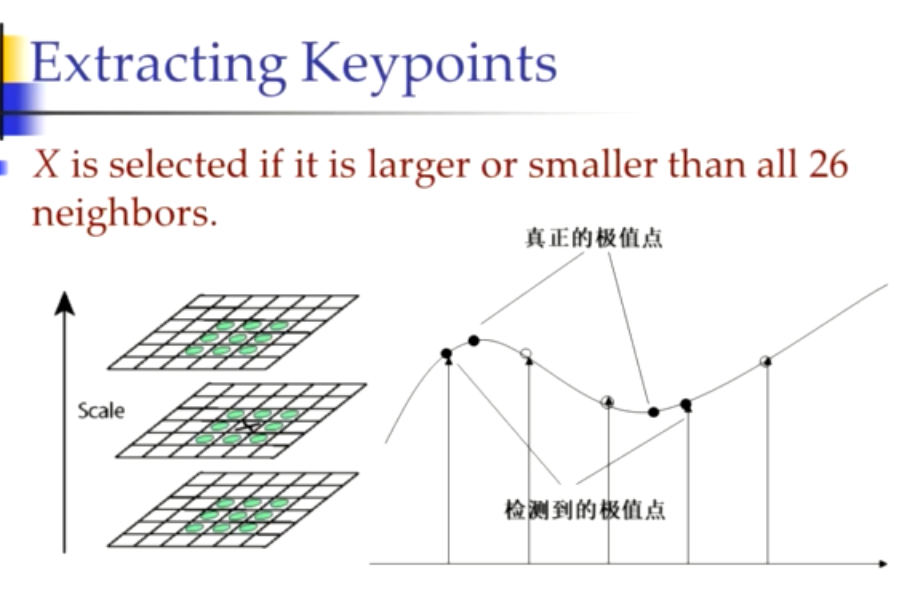 Extracting Keypoints
X is selected if it is larger or smaller than all 26
neighbors.
真正的极值点
Scale
X
检测到的极值点